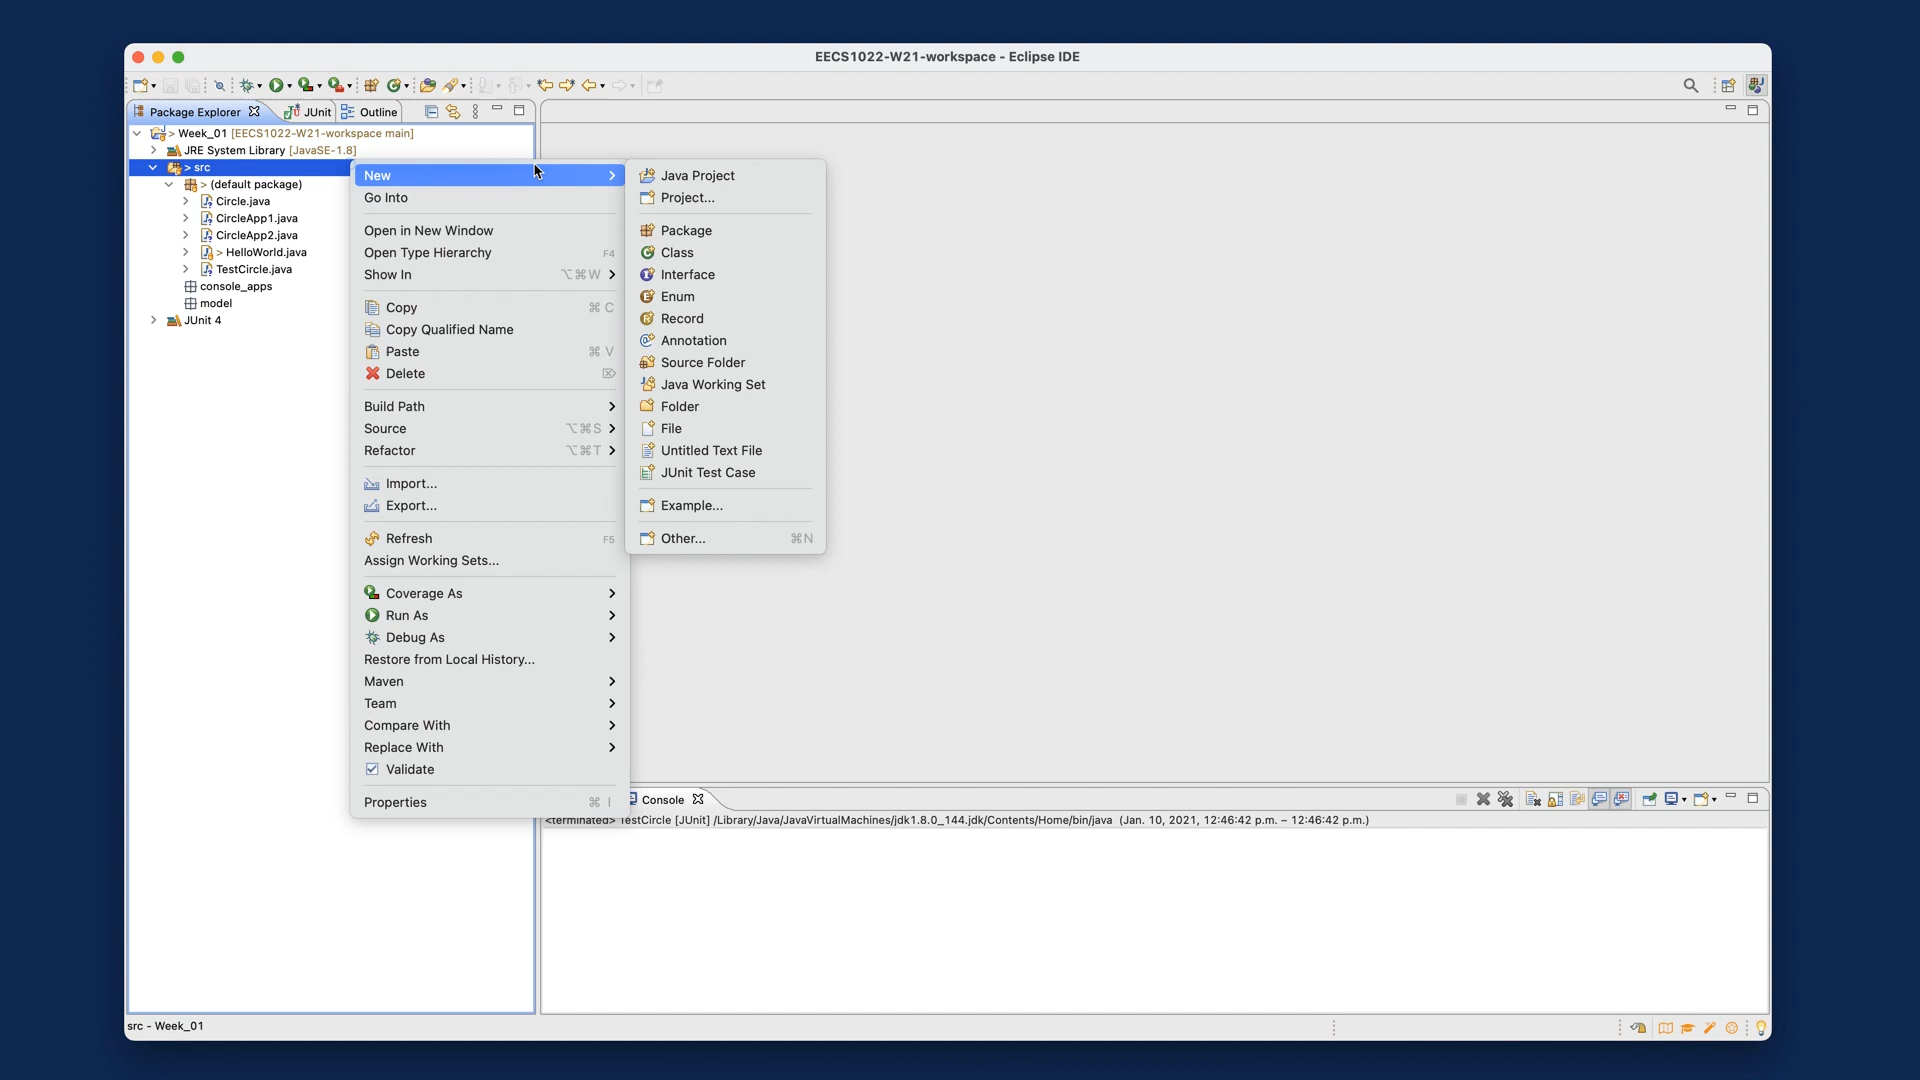 EECS1022-W21-workspace - Eclipse IDE
Package Explorer
JUnit
Outline
> Week_01 [EECS1022-W21-workspace main]
JRE System Library [JavaSE-1.8]
> src
> (default package)
Circle.java
CircleApp1.java
CircleApp2.java
> HelloWorld.java
TestCircle.java
console_apps
model
JUnit 4
New
Go Into
Open in New Window
Open Type Hierarchy F4
Show In ⌥⌘W
Copy ⌘ C
Copy Qualified Name
Paste ⌘ V
Delete ⌦
Build Path
Source ⌥⌘S
Refactor ⌥⌘T
Import...
Export...
Refresh F5
Assign Working Sets...
Coverage As
Run As
Debug As
Restore from Local History...
Maven
Team
Compare With
Replace With
Validate
Properties ⌘ I
Java Project
Project...
Package
Class
Interface
Enum
Record
Annotation
Source Folder
Java Working Set
Folder
File
Untitled Text File
JUnit Test Case
Example...
Other... ⌘N
Console
<terminated> TestCircle [JUnit] /Library/Java/JavaVirtualMachines/jdk1.8.0_144.jdk/Contents/Home/bin/java (Jan. 10, 2021, 12:46:42 p.m. – 12:46:42 p.m.)
src - Week_01